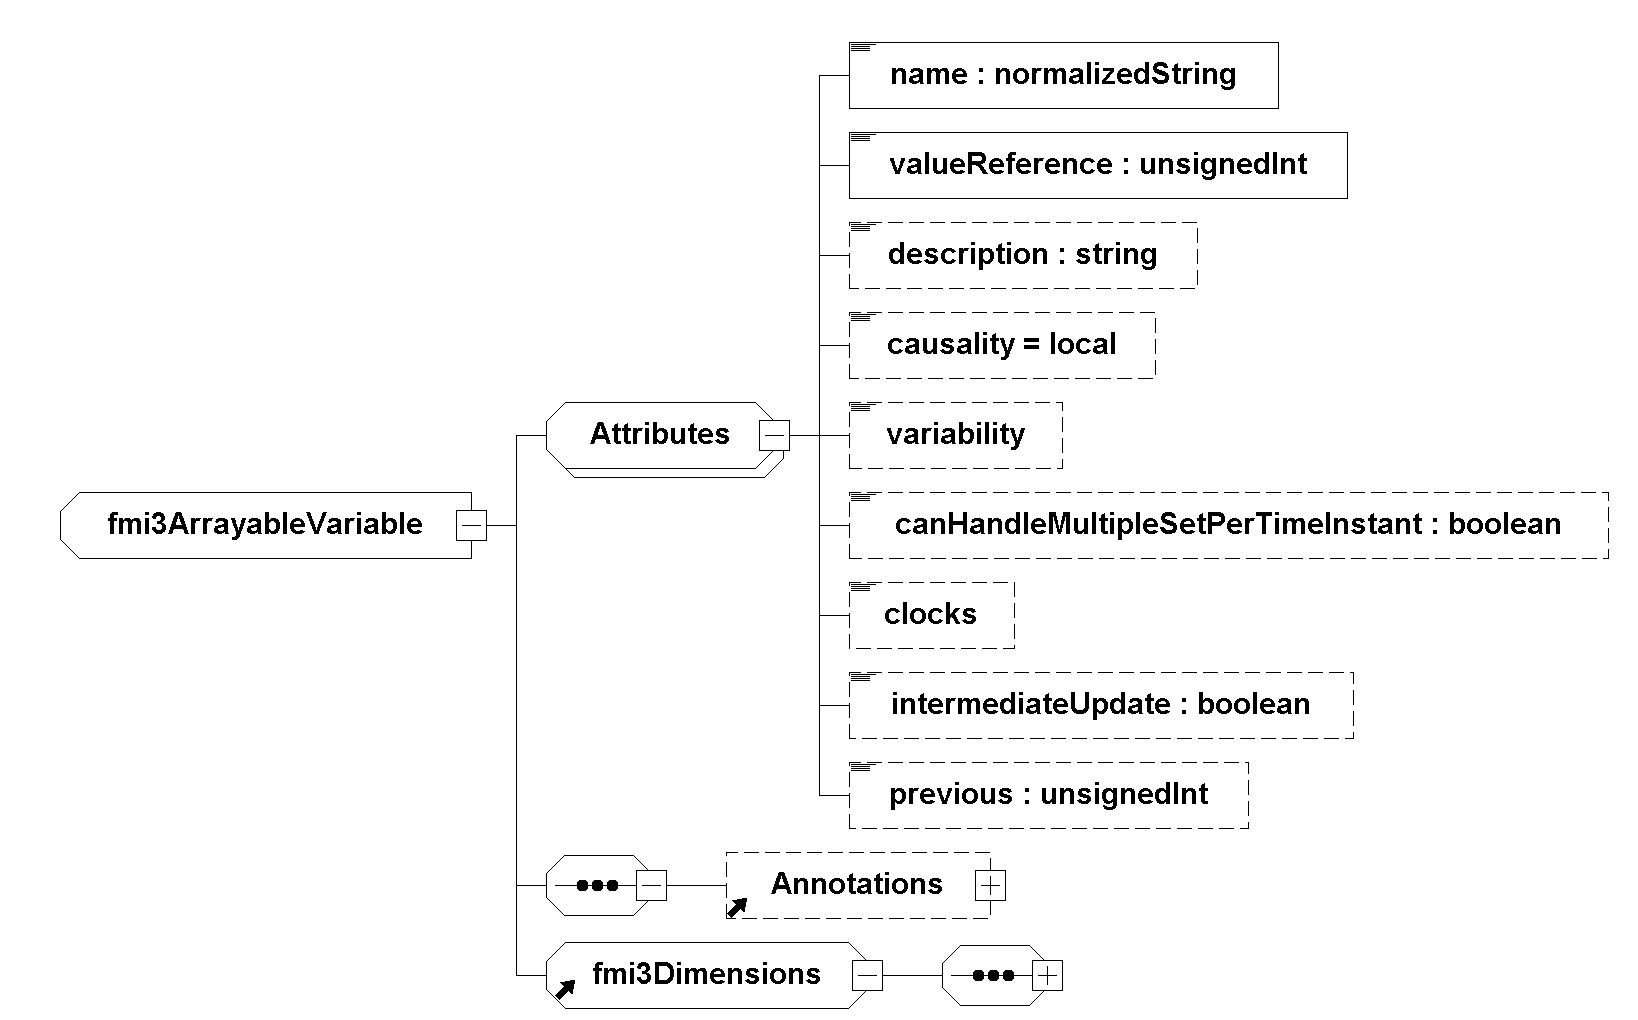 name : normalizedString
valueReference : unsignedInt
description : string
causality = local
Attributes
variability
fmi3ArrayableVariable
canHandleMultipleSetPerTimeInstant : boolean
clocks
intermediateUpdate : boolean
previous : unsignedInt
Annotations
fmi3Dimensions